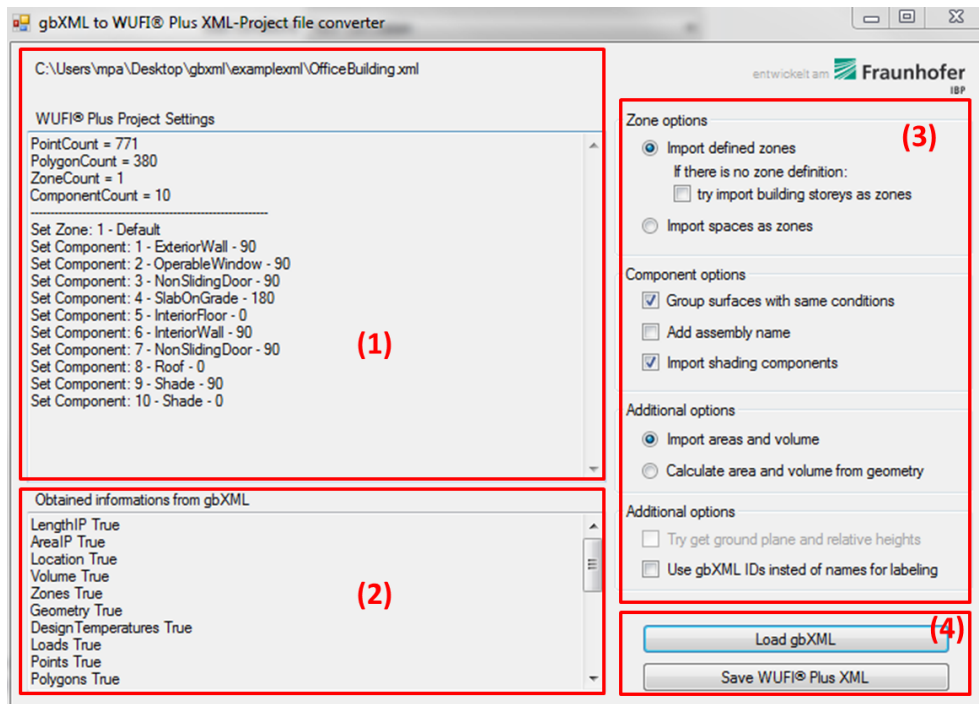 gbXML to WUFI® Plus XML-Project file converter
C:\Users\mpa\Desktop\gbxml\examplexml\OfficeBuilding.xml
WUFI® Plus Project Settings
PointCount = 771
PolygonCount = 380
ZoneCount = 1
ComponentCount = 10
------------------------------------------------------------
Set Zone: 1 - Default
Set Component: 1 - ExteriorWall - 90
Set Component: 2 - OperableWindow - 90
Set Component: 3 - NonSlidingDoor - 90
Set Component: 4 - SlabOnGrade - 180
Set Component: 5 - InteriorFloor - 0
Set Component: 6 - InteriorWall - 90
Set Component: 7 - NonSlidingDoor - 90
Set Component: 8 - Roof - 0
Set Component: 9 - Shade - 90
Set Component: 10 - Shade - 0
(1)
Obtained informations from gbXML
LengthIP True
AreaIP True
Location True
Volume True
Zones True
Geometry True
DesignTemperatures True
Loads True
Points True
Polygons True
(2)
entwickelt am Fraunhofer
IBP
Zone options
(3)
Import defined zones
If there is no zone definition:
try import building storeys as zones
Import spaces as zones
Component options
Group surfaces with same conditions
Add assembly name
Import shading components
Additional options
Import areas and volume
Calculate area and volume from geometry
Additional options
Try get ground plane and relative heights
Use gbXML IDs insted of names for labeling
(4)
Load gbXML
Save WUFI® Plus XML